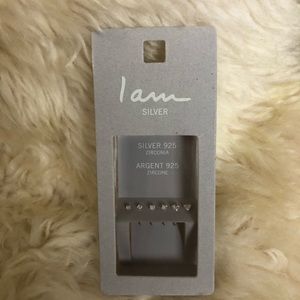 I am
SILVER
SILVER 925
ZIRCONIA
ARGENT 925
ZIRCONE